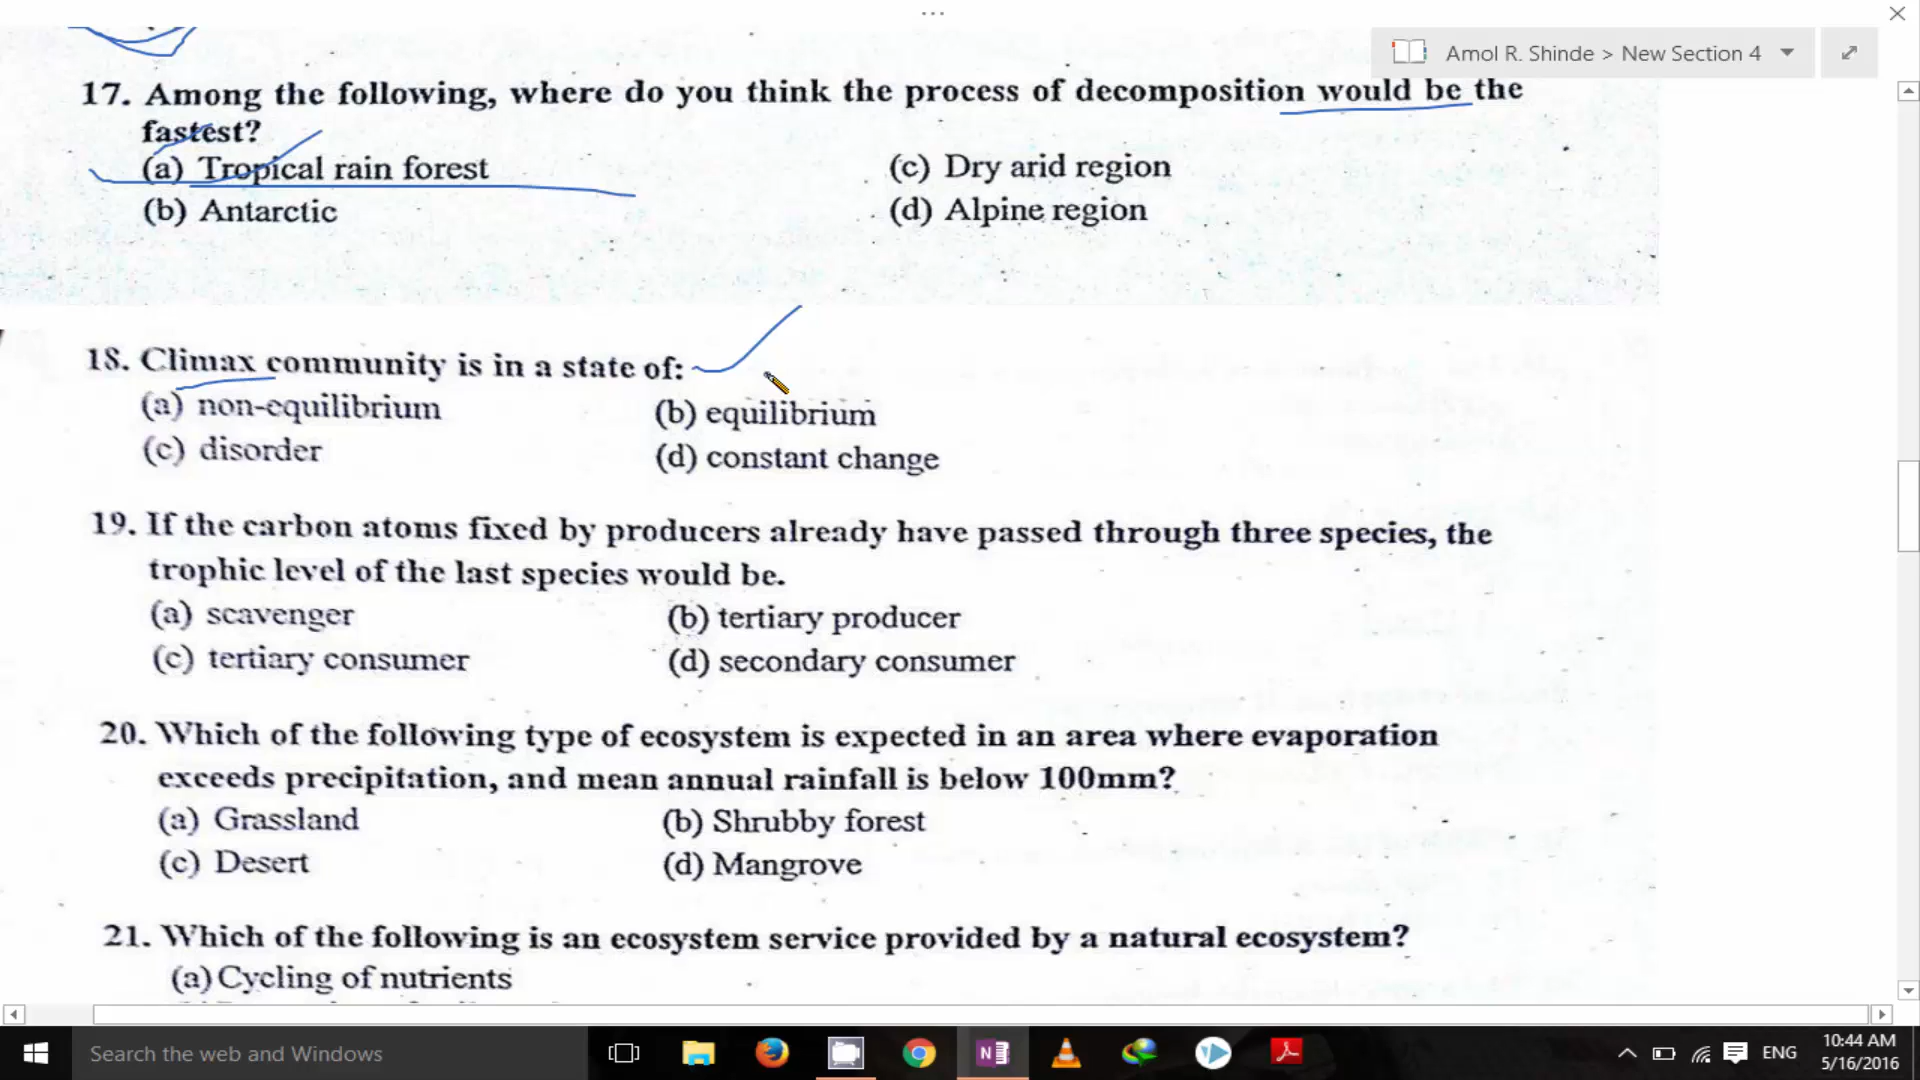 ...
Amol R. Shinde > New Section 4
17. Among the following, where do you think the process of decomposition would be the
fastest?
(a) Tropical rain forest
(c) Dry arid region
(b) Antarctic
(d) Alpine region
18. Climax community is in a state of:
(a) non-equilibrium
(b) equilibrium
(c) disorder
(d) constant change
19. If the carbon atoms fixed by producers already have passed through three species, the
trophic level of the last species would be.
(a) scavenger
(b) tertiary producer
(c) tertiary consumer
(d) secondary consumer
20. Which of the following type of ecosystem is expected in an area where evaporation
exceeds precipitation, and mean annual rainfall is below 100mm?
(a) Grassland
(b) Shrubby forest
(c) Desert
(d) Mangrove
21. Which of the following is an ecosystem service provided by a natural ecosystem?
(a) Cycling of nutrients
Search the web and Windows
N
ENG
10:44 AM
5/16/2016